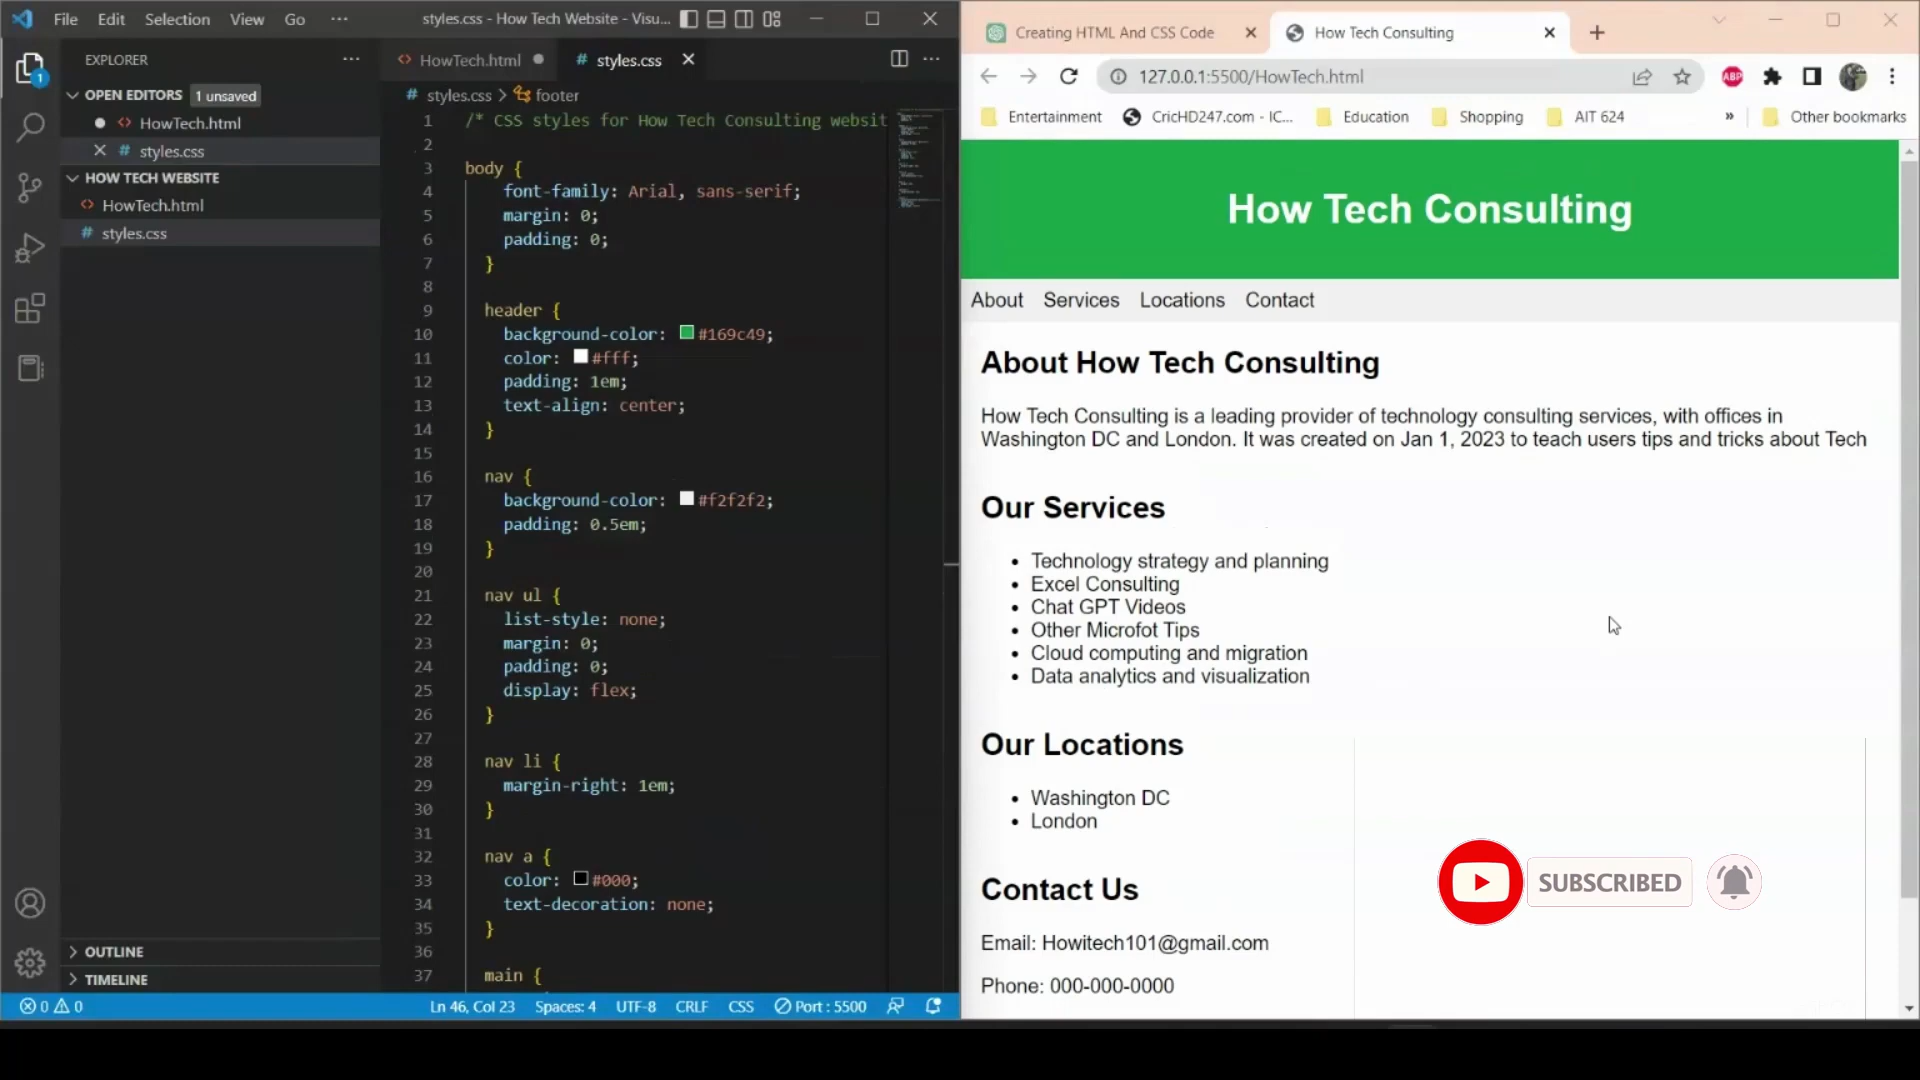 File Edit Selection View Go ···
styles.css - How Tech Website - Visu...
EXPLORER ···
OPEN EDITORS 1 unsaved
HowTech.html
styles.css
HOW TECH WEBSITE
HowTech.html
styles.css
OUTLINE
TIMELINE
HowTech.html styles.css ···
styles.css > footer
1 /* CSS styles for How Tech Consulting websit
2
3 body {
4 font-family: Arial, sans-serif;
5 margin: 0;
6 padding: 0;
7 }
8
9 header {
10 background-color: #169c49;
11 color: #fff;
12 padding: 1em;
13 text-align: center;
14 }
15
16 nav {
17 background-color: #f2f2f2;
18 padding: 0.5em;
19 }
20
21 nav ul {
22 list-style: none;
23 margin: 0;
24 padding: 0;
25 display: flex;
26 }
27
28 nav li {
29 margin-right: 1em;
30 }
31
32 nav a {
33 color: #000;
34 text-decoration: none;
35 }
36
37 main {
0 0 Ln 46, Col 23 Spaces: 4 UTF-8 CRLF CSS Port : 5500
Creating HTML And CSS Code
How Tech Consulting
127.0.0.1:5500/HowTech.html
ABP
Entertainment CricHD247.com - IC... Education Shopping AIT 624 » Other bookmarks
How Tech Consulting
About Services Locations Contact
About How Tech Consulting
How Tech Consulting is a leading provider of technology consulting services, with offices in
Washington DC and London. It was created on Jan 1, 2023 to teach users tips and tricks about Tech
Our Services
• Technology strategy and planning
• Excel Consulting
• Chat GPT Videos
• Other Microfot Tips
• Cloud computing and migration
• Data analytics and visualization
Our Locations
• Washington DC
• London
Contact Us
Email: Howitech101@gmail.com
Phone: 000-000-0000
SUBSCRIBED